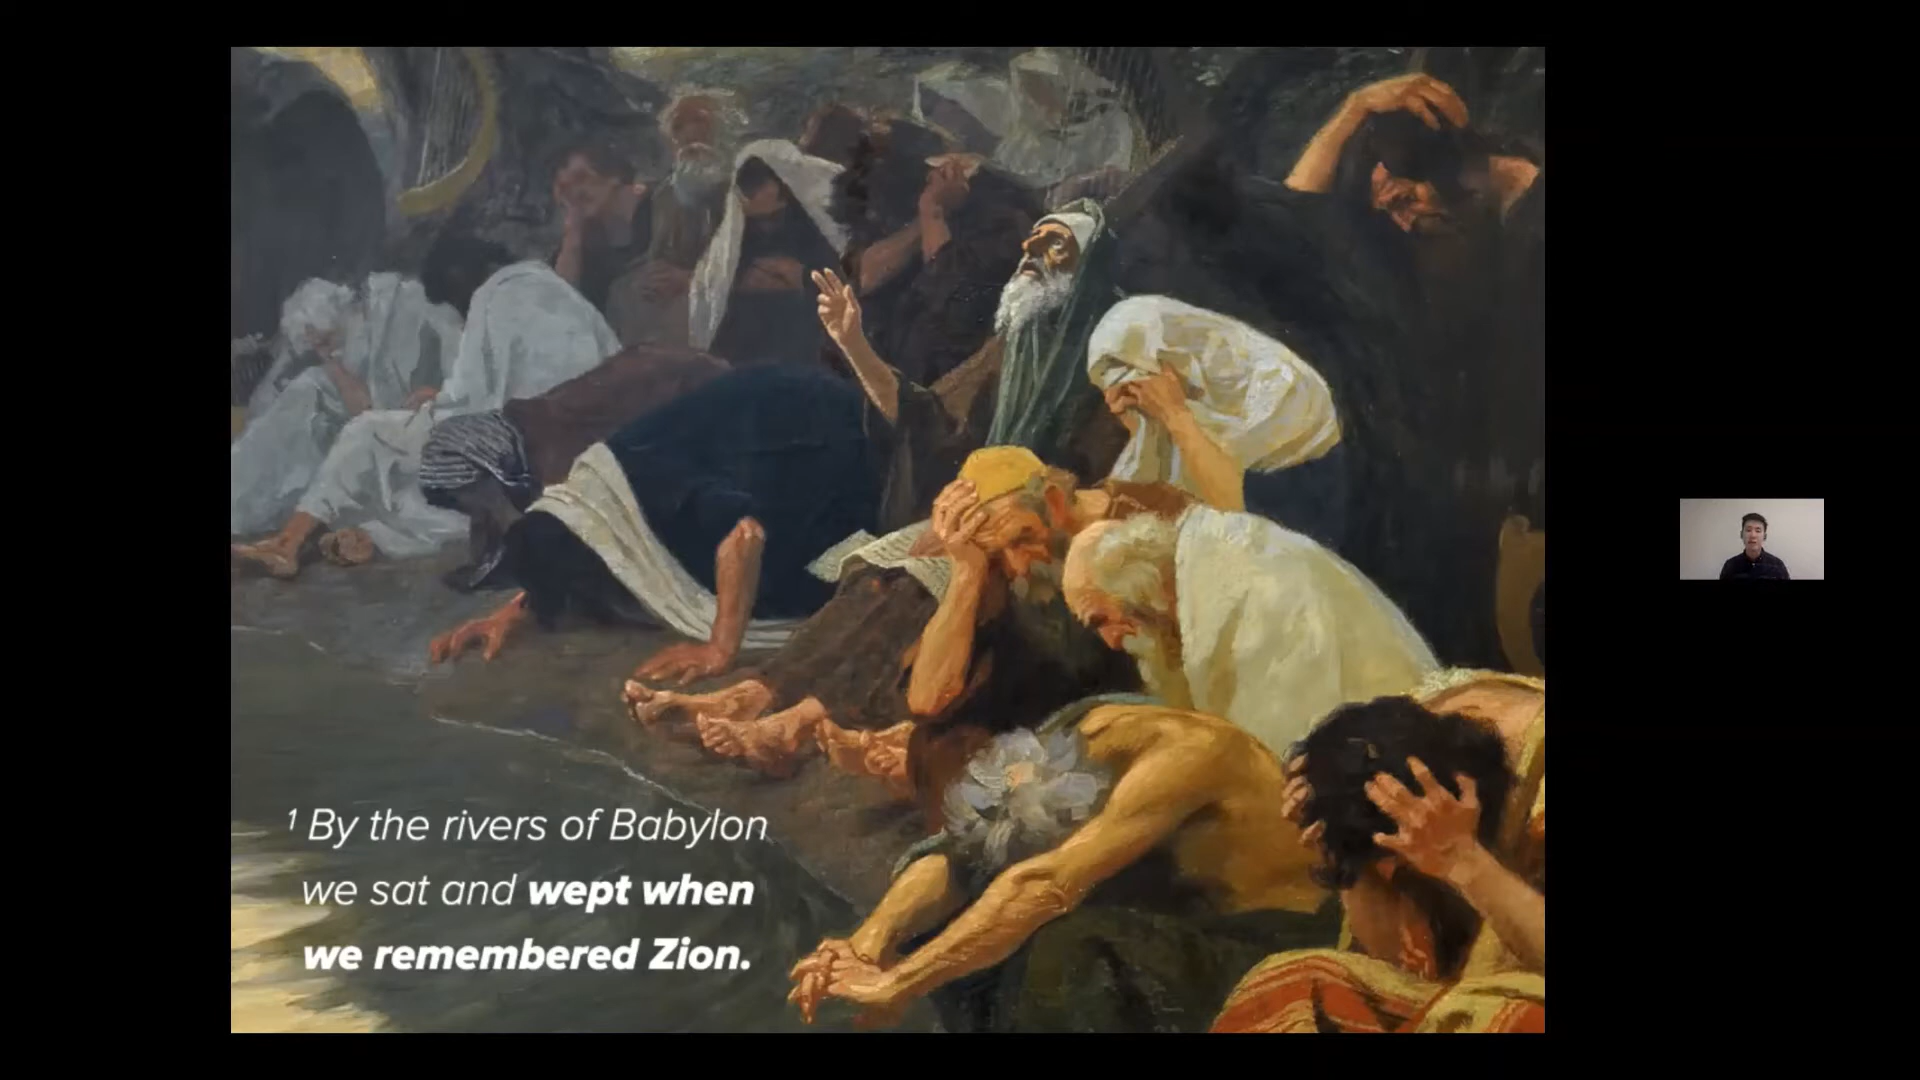 ¹ By the rivers of Babylon
we sat and wept when
we remembered Zion.